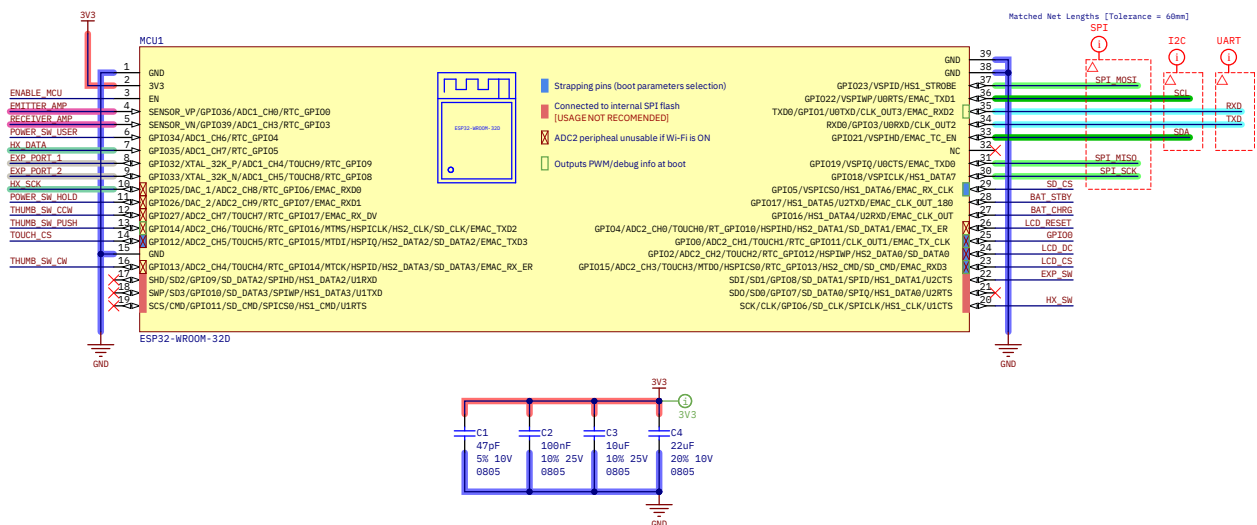 Matched Net Lengths [Tolerance = 60mm]
3V3
SPI
I2C
UART
MCU1
1 GND
2 3V3
ENABLE_MCU 3 EN
EMITTER_AMP 4 SENSOR_VP/GPIO36/ADC1_CH0/RTC_GPIO0
RECEIVER_AMP 5 SENSOR_VN/GPIO39/ADC1_CH3/RTC_GPIO3
POWER_SW_USER 6 GPIO34/ADC1_CH6/RTC_GPIO4
HX_DATA 7 GPIO35/ADC1_CH7/RTC_GPIO5
EXP_PORT_1 8 GPIO32/XTAL_32K_P/ADC1_CH4/TOUCH9/RTC_GPIO9
EXP_PORT_2 9 GPIO33/XTAL_32K_N/ADC1_CH5/TOUCH8/RTC_GPIO8
HX_SCK 10 GPIO25/DAC_1/ADC2_CH8/RTC_GPIO6/EMAC_RXD0
POWER_SW_HOLD 11 GPIO26/DAC_2/ADC2_CH9/RTC_GPIO7/EMAC_RXD1
THUMB_SW_CCW 12 GPIO27/ADC2_CH7/TOUCH7/RTC_GPIO17/EMAC_RX_DV
THUMB_SW_PUSH 13 GPIO14/ADC2_CH6/TOUCH6/RTC_GPIO16/MTMS/HSPICLK/HS2_CLK/SD_CLK/EMAC_TXD2
TOUCH_CS 14 GPIO12/ADC2_CH5/TOUCH5/RTC_GPIO15/MTDI/HSPIQ/HS2_DATA2/SD_DATA2/EMAC_TXD3
15 GND
THUMB_SW_CW 16 GPIO13/ADC2_CH4/TOUCH4/RTC_GPIO14/MTCK/HSPID/HS2_DATA3/SD_DATA3/EMAC_RX_ER
17 SHD/SD2/GPIO9/SD_DATA2/SPIHD/HS1_DATA2/U1RXD
18 SWP/SD3/GPIO10/SD_DATA3/SPIWP/HS1_DATA3/U1TXD
19 SCS/CMD/GPIO11/SD_CMD/SPICS0/HS1_CMD/U1RTS
ESP32-WROOM-32D
Strapping pins (boot parameters selection)
Connected to internal SPI flash
[USAGE NOT RECOMENDED]
ADC2 peripheal unusable if Wi-Fi is ON
Outputs PWM/debug info at boot
GND 39
GND 38
GPIO23/VSPID/HS1_STROBE 37 SPI_MOSI
GPIO22/VSPIWP/U0RTS/EMAC_TXD1 36 SCL
TXD0/GPIO1/U0TXD/CLK_OUT3/EMAC_RXD2 35 RXD
RXD0/GPIO3/U0RXD/CLK_OUT2 34 TXD
GPIO21/VSPIHD/EMAC_TC_EN 33 SDA
NC 32
GPIO19/VSPIQ/U0CTS/EMAC_TXD0 31 SPI_MISO
GPIO18/VSPICLK/HS1_DATA7 30 SPI_SCK
GPIO5/VSPICSO/HS1_DATA6/EMAC_RX_CLK 29 SD_CS
GPIO17/HS1_DATA5/U2TXD/EMAC_CLK_OUT_180 28 BAT_STBY
GPIO16/HS1_DATA4/U2RXD/EMAC_CLK_OUT 27 BAT_CHRG
GPIO4/ADC2_CH0/TOUCH0/RT_GPIO10/HSPIHD/HS2_DATA1/SD_DATA1/EMAC_TX_ER 26 LCD_RESET
GPIO0/ADC2_CH1/TOUCH1/RTC_GPIO11/CLK_OUT1/EMAC_TX_CLK 25 GPIO0
GPIO2/ADC2_CH2/TOUCH2/RTC_GPIO12/HSPIWP/HS2_DATA0/SD_DATA0 24 LCD_DC
GPIO15/ADC2_CH3/TOUCH3/MTDO/HSPICS0/RTC_GPIO13/HS2_CMD/SD_CMD/EMAC_RXD3 23 LCD_CS
SDI/SD1/GPIO8/SD_DATA1/SPID/HS1_DATA1/U2CTS 22 EXP_SW
SDO/SD0/GPIO7/SD_DATA0/SPIQ/HS1_DATA0/U2RTS 21
SCK/CLK/GPIO6/SD_CLK/SPICLK/HS1_CLK/U1CTS 20 HX_SW
ESP32-WROOM-32D
GND
GND
3V3
3V3
C1
47pF
5% 10V
0805
C2
100nF
10% 25V
0805
C3
10uF
10% 25V
0805
C4
22uF
20% 10V
0805
GND